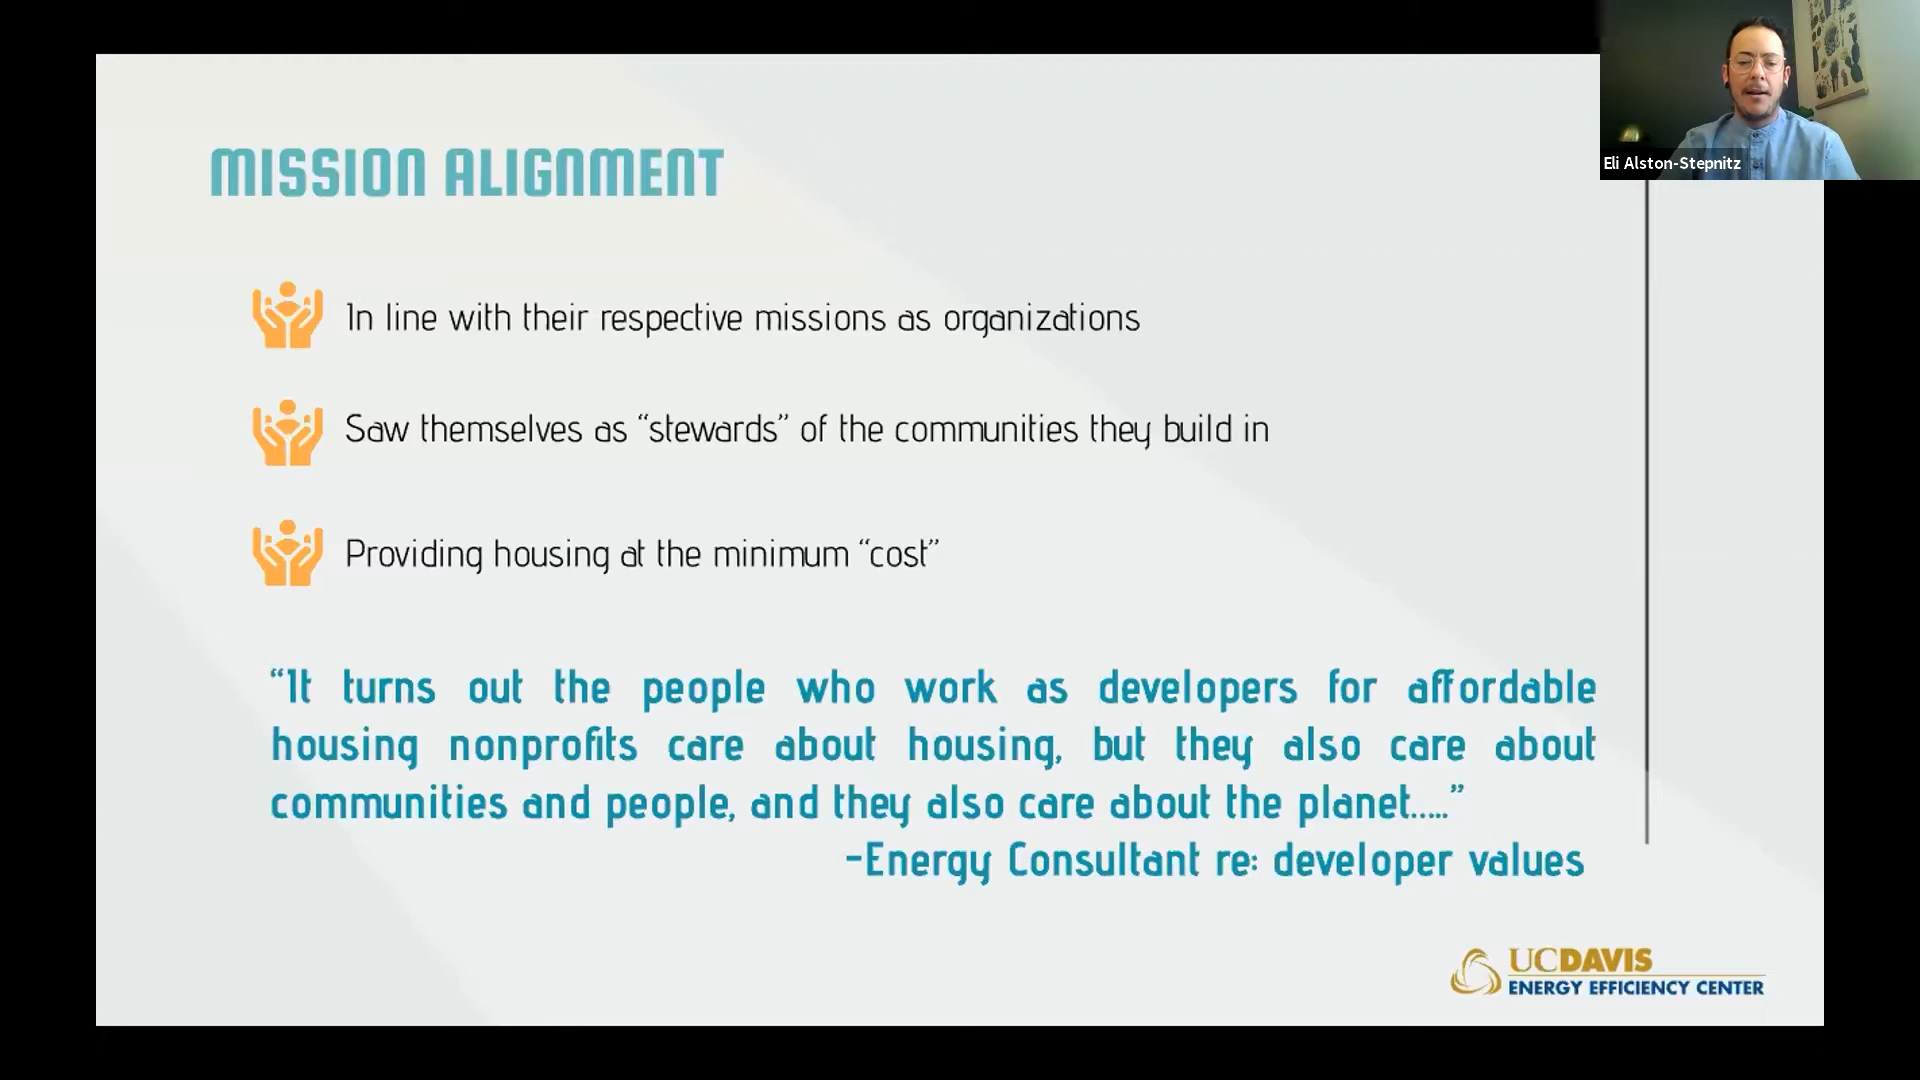 Eli Alston-Stepnitz
MISSION ALIGNMENT
In line with their respective missions as organizations
Saw themselves as “stewards” of the communities they build in
Providing housing at the minimum “cost”
“It turns out the people who work as developers for affordable
housing nonprofits care about housing, but they also care about
communities and people, and they also care about the planet.....”
-Energy Consultant re: developer values
UCDAVIS
ENERGY EFFICIENCY CENTER